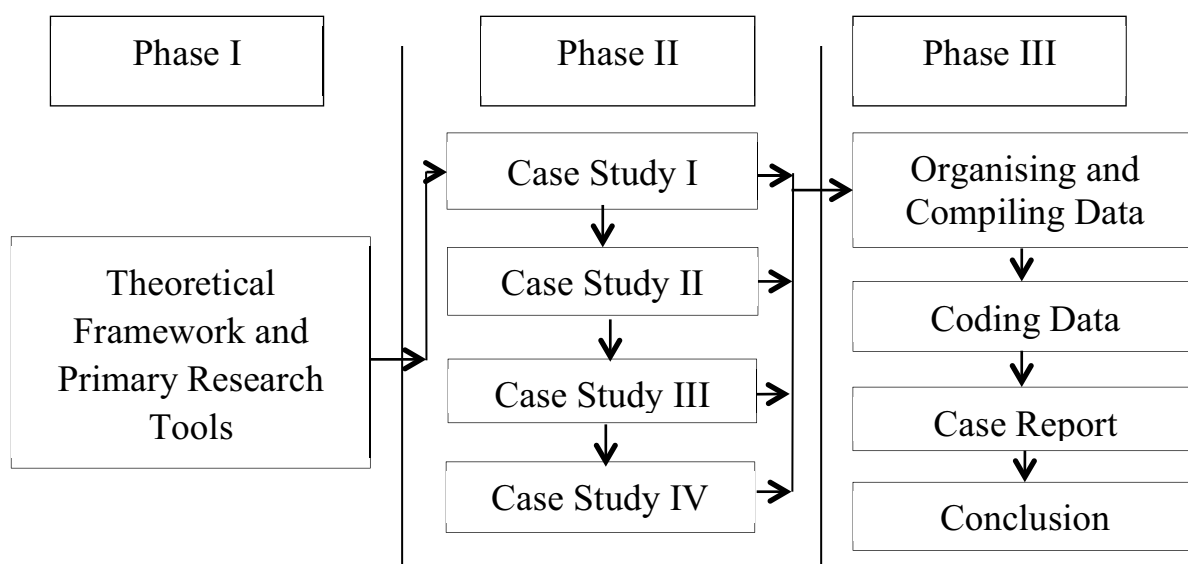 Phase I
Phase II
Phase III
Theoretical
Framework and
Primary Research
Tools
Case Study I
Case Study II
Case Study III
Case Study IV
Organising and
Compiling Data
Coding Data
Case Report
Conclusion